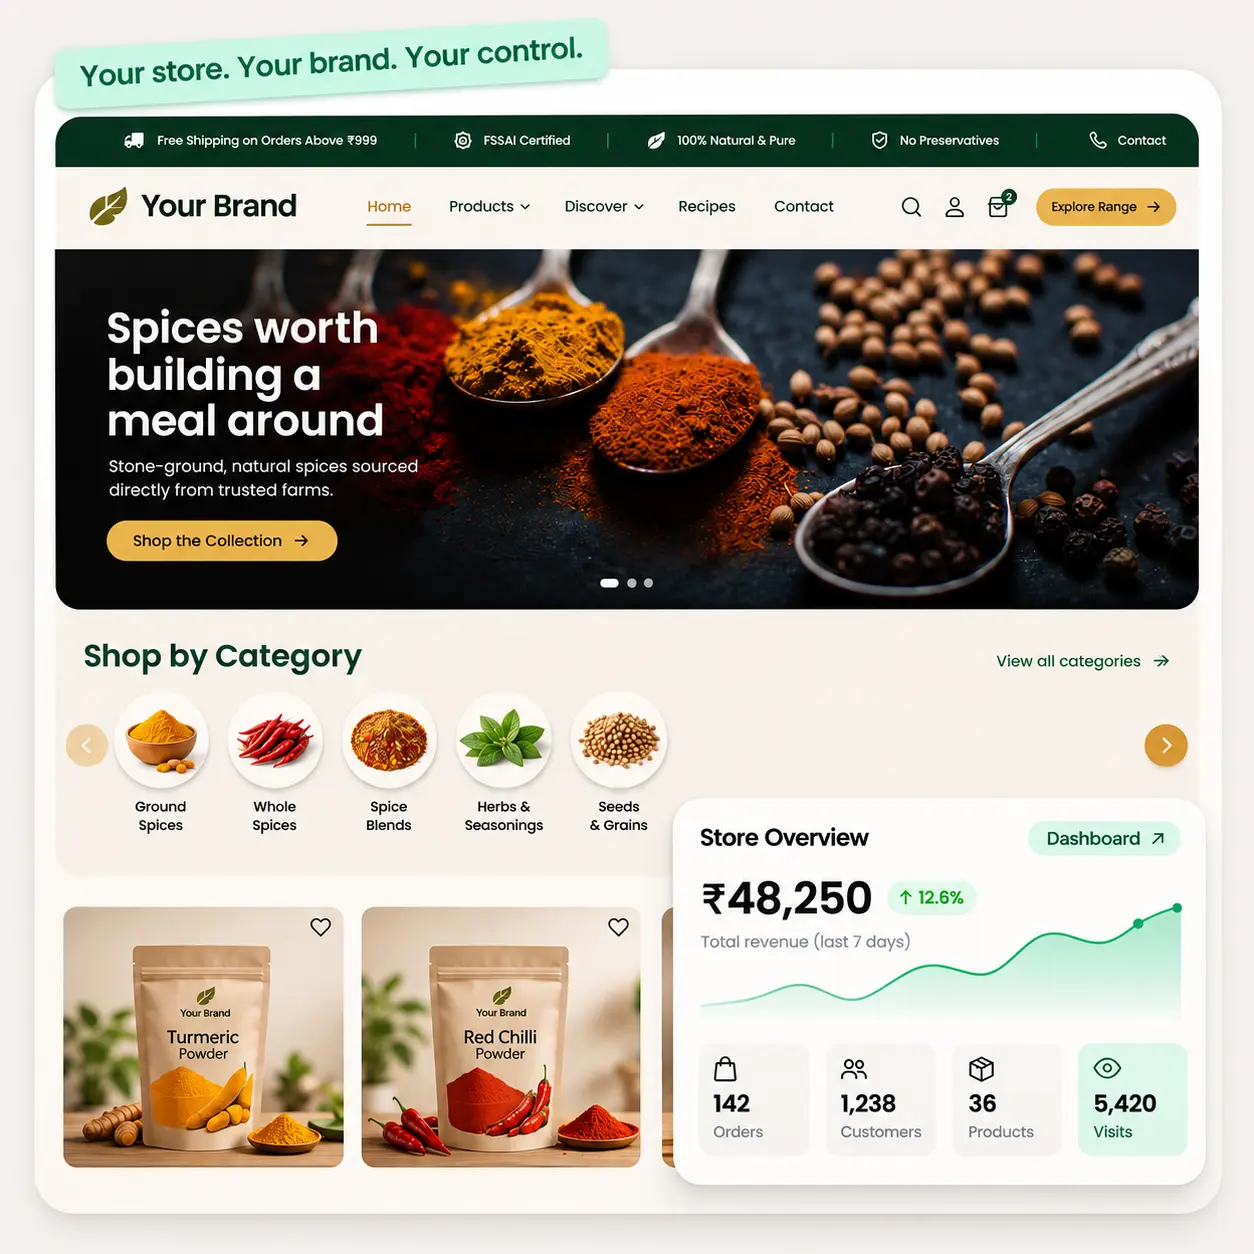 Your store. Your brand. Your control.
Free Shipping on Orders Above ₹999
FSSAI Certified
100% Natural & Pure
No Preservatives
Contact
Your Brand
Home
Products
Discover
Recipes
Contact
2
Explore Range
Spices worth
building a
meal around
Stone-ground, natural spices sourced
directly from trusted farms.
Shop the Collection
Shop by Category
View all categories
Ground
Spices
Whole
Spices
Spice
Blends
Herbs &
Seasonings
Seeds
& Grains
Your Brand
Turmeric
Powder
Your Brand
Red Chilli
Powder
Store Overview
Dashboard
₹48,250
12.6%
Total revenue (last 7 days)
142
Orders
1,238
Customers
36
Products
5,420
Visits